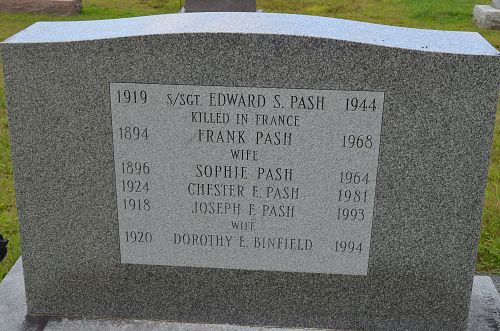 1919 S/SGT. EDWARD S. PASH 1944
KILLED IN FRANCE
1894 FRANK PASH 1968
WIFE
1896 SOPHIE PASH 1964
1924 CHESTER E. PASH 1981
1918 JOSEPH F. PASH 1993
WIFE
1920 DOROTHY E. BINFIELD 1994